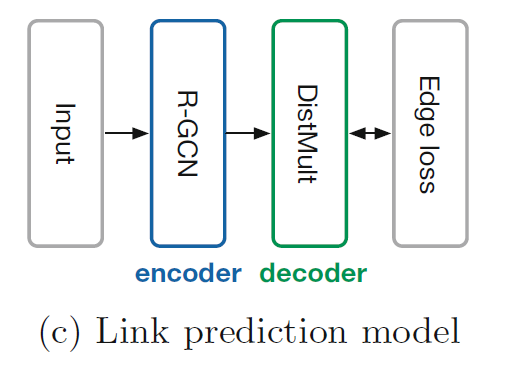 Input
R-GCN
DistMult
Edge loss
encoder decoder
(c) Link prediction model